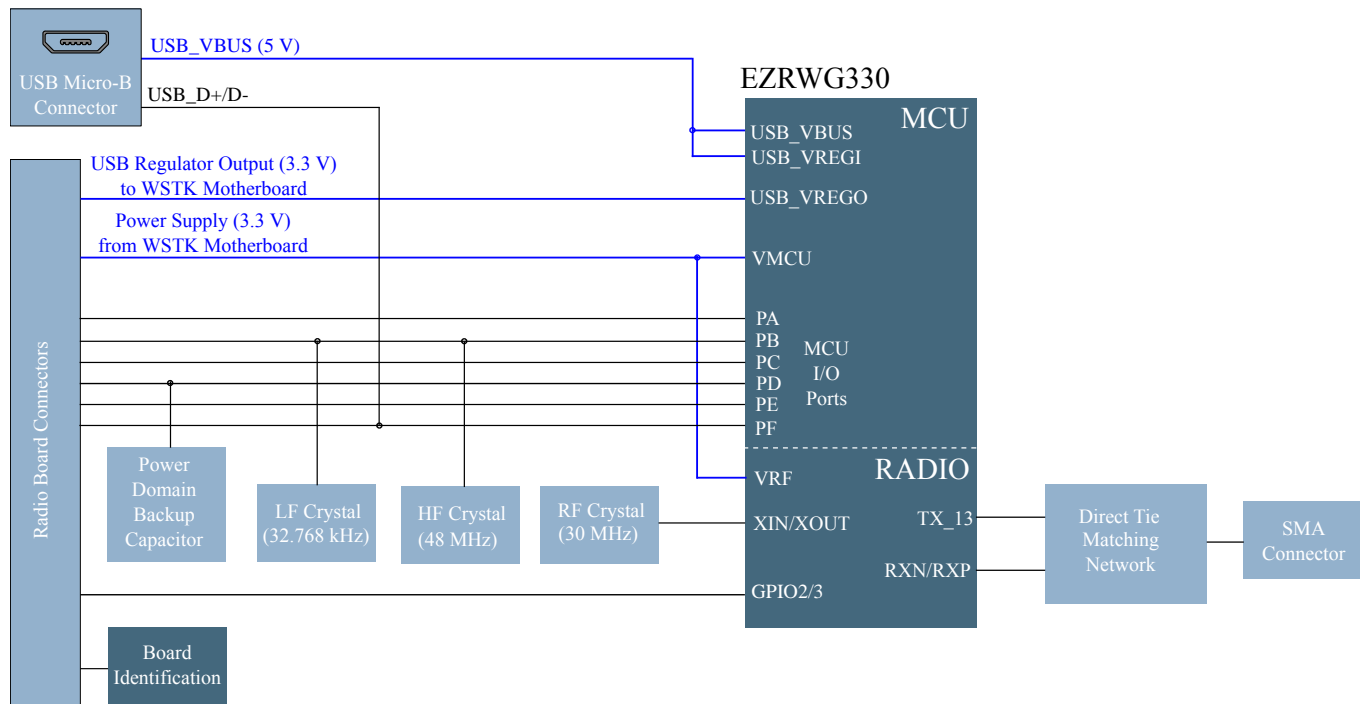 USB Micro-B
Connector
USB_VBUS (5 V)
USB_D+/D-
USB Regulator Output (3.3 V)
to WSTK Motherboard
Power Supply (3.3 V)
from WSTK Motherboard
Radio Board Connectors
EZRWG330
MCU
USB_VBUS
USB_VREGI
USB_VREGO
VMCU
PA
PB
PC
PD
PE
PF
MCU
I/O
Ports
RADIO
VRF
XIN/XOUT
GPIO2/3
TX_13
RXN/RXP
Power
Domain
Backup
Capacitor
LF Crystal
(32.768 kHz)
HF Crystal
(48 MHz)
RF Crystal
(30 MHz)
Direct Tie
Matching
Network
SMA
Connector
Board
Identification